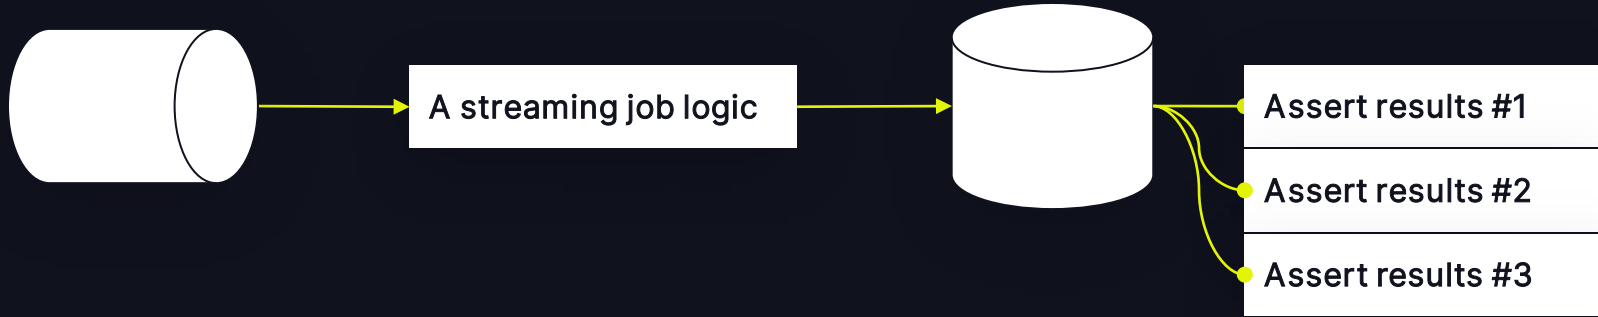 A streaming job logic
Assert results #1
Assert results #2
Assert results #3